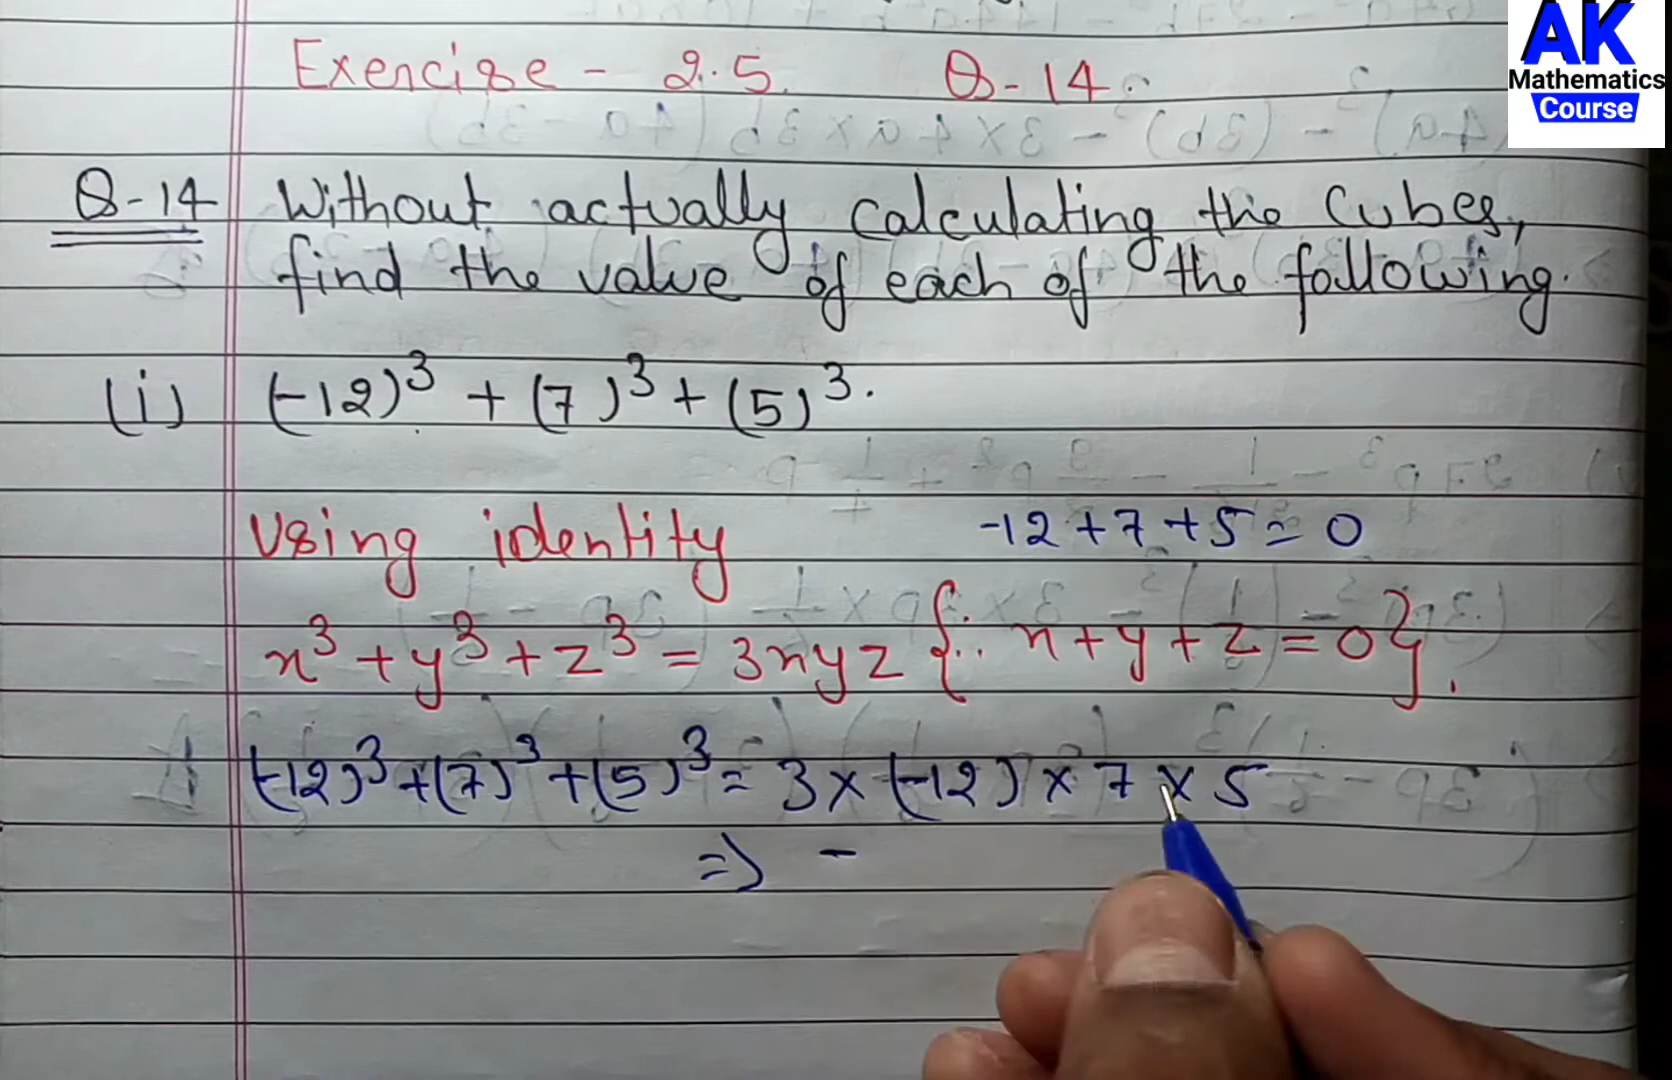 AK
Mathematics
Course
Exercise - 2.5. Q-14.
Q-14 Without actually calculating the cubes,
find the value of each of the following.
(i) (-12)³ + (7)³ + (5)³.
Using identity -12+7+5=0
x³+y³+z³ = 3xyz {∵ x+y+z=0}.
(-12)³+(7)³+(5)³= 3×(-12)×7×5
=> -